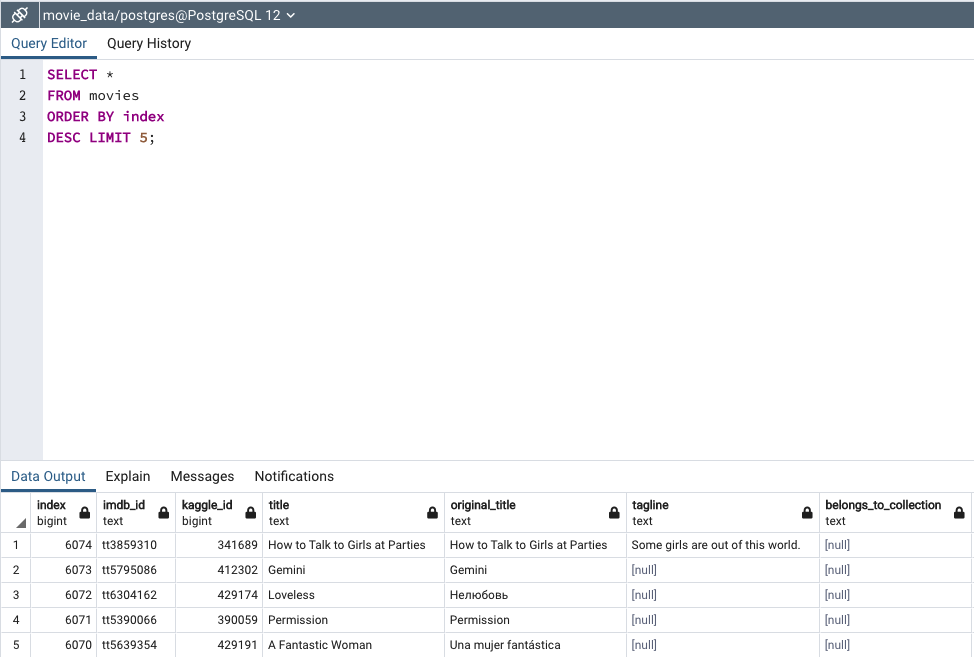 movie_data/postgres@PostgreSQL 12
Query Editor Query History
1 SELECT *
2 FROM movies
3 ORDER BY index
4 DESC LIMIT 5;
Data Output Explain Messages Notifications
index imdb_id kaggle_id title original_title tagline belongs_to_collection
bigint text bigint text text text text
1 6074 tt3859310 341689 How to Talk to Girls at Parties How to Talk to Girls at Parties Some girls are out of this world. [null]
2 6073 tt5795086 412302 Gemini Gemini [null] [null]
3 6072 tt6304162 429174 Loveless Нелюбовь [null] [null]
4 6071 tt5390066 390059 Permission Permission [null] [null]
5 6070 tt5639354 429191 A Fantastic Woman Una mujer fantástica [null] [null]